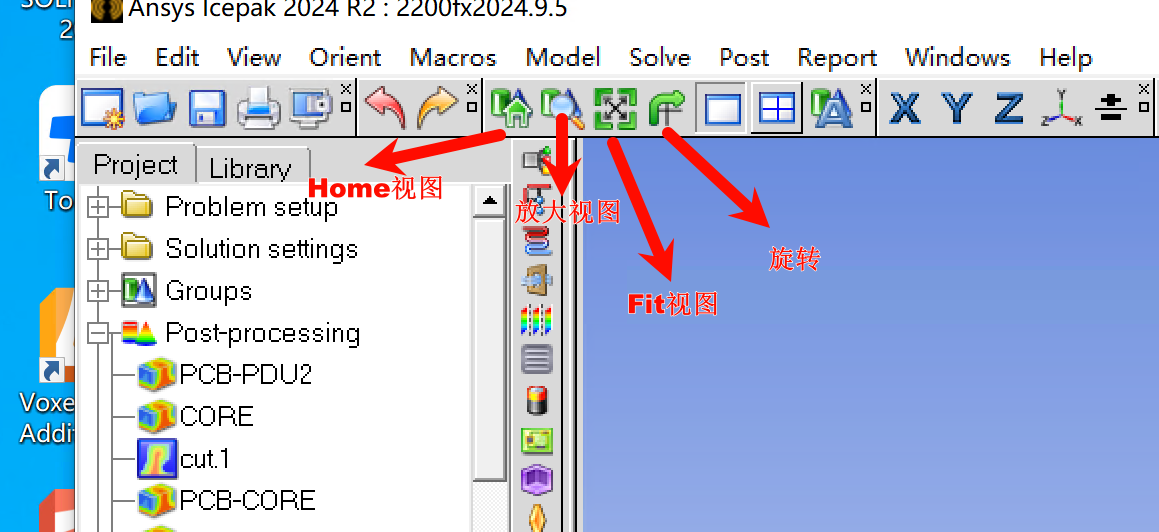 Ansys Icepak 2024 R2 : 2200fx2024.9.5
File Edit View Orient Macros Model Solve Post Report Windows Help
X Y Z
Project Library
Home视图
放大视图
旋转
Fit视图
Problem setup
Solution settings
Groups
Post-processing
PCB-PDU2
CORE
cut.1
PCB-CORE
To
Voxe
Addit